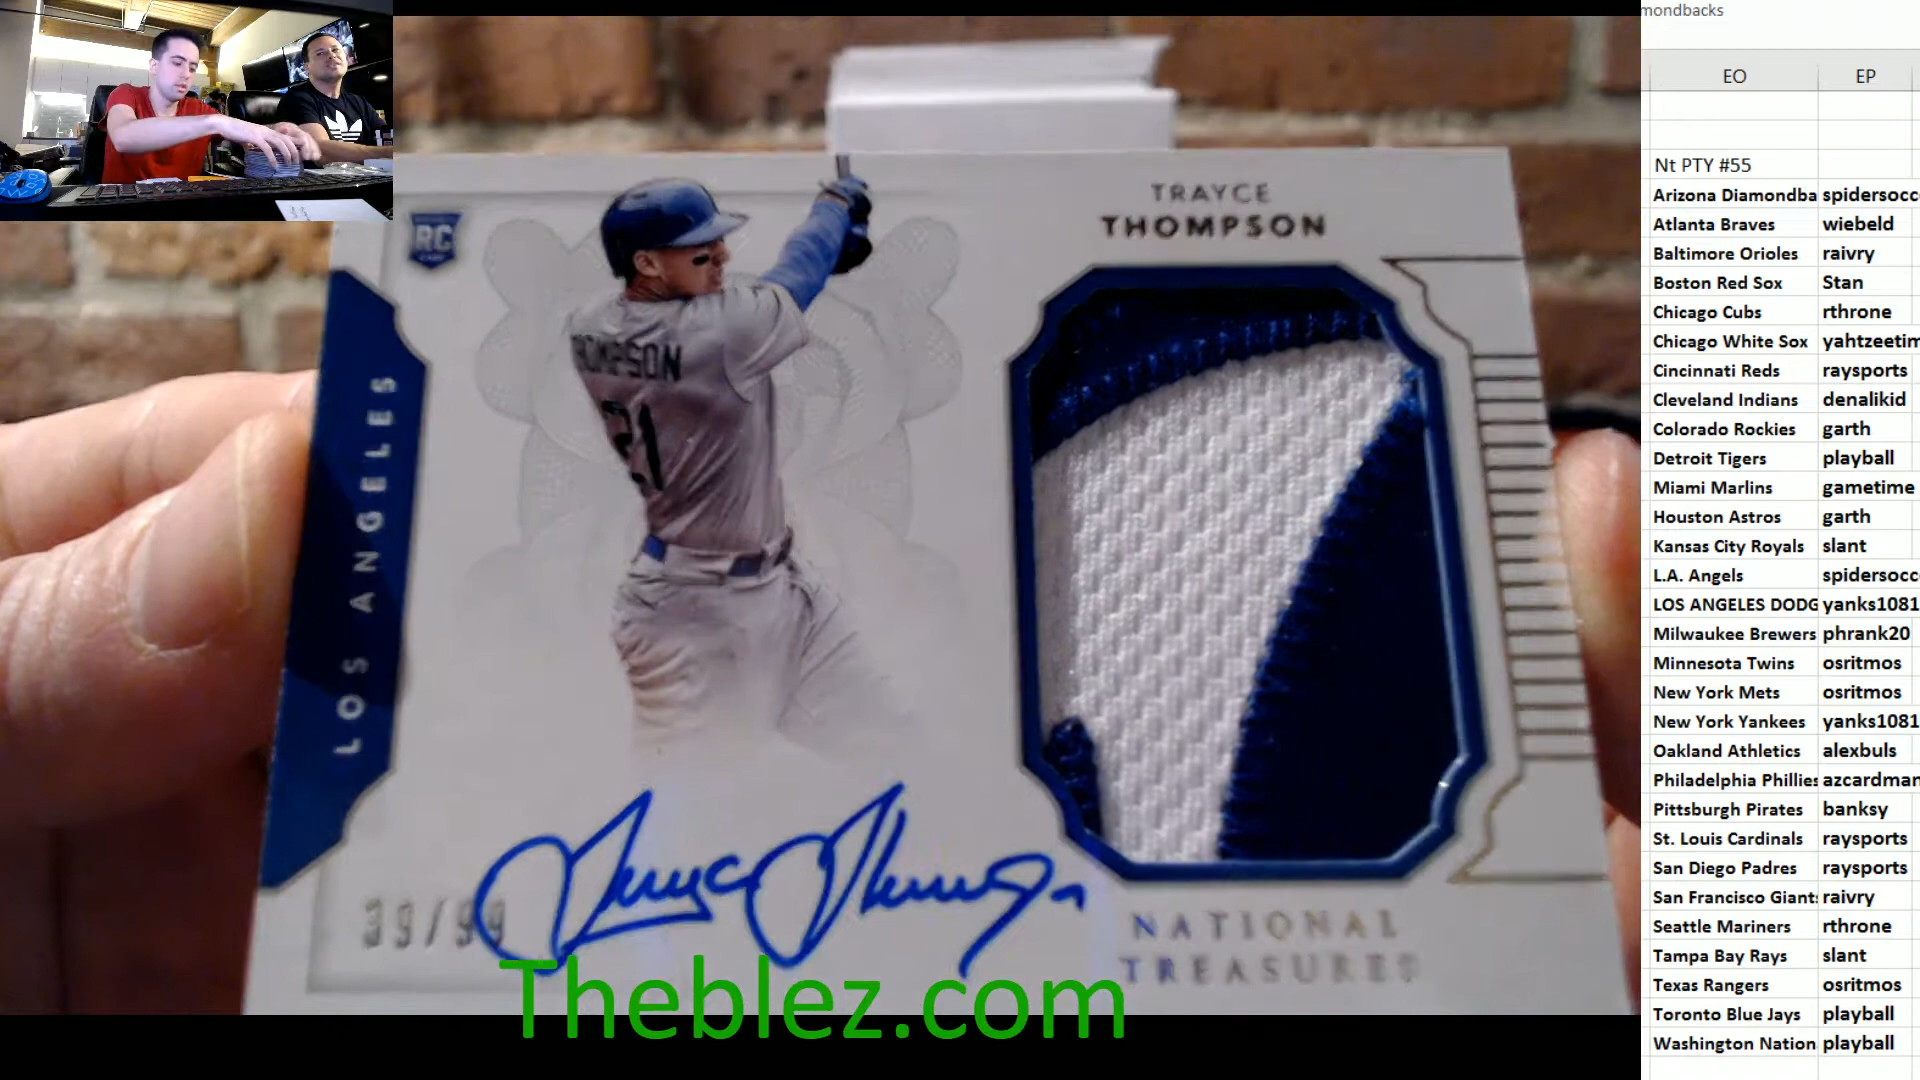 mondbacks
EO EP
Nt PTY #55
Arizona Diamondba spidersocc
Atlanta Braves wiebeld
Baltimore Orioles raivry
Boston Red Sox Stan
Chicago Cubs rthrone
Chicago White Sox yahtzeetim
Cincinnati Reds raysports
Cleveland Indians denalikid
Colorado Rockies garth
Detroit Tigers playball
Miami Marlins gametime
Houston Astros garth
Kansas City Royals slant
L.A. Angels spidersocc
LOS ANGELES DODG yanks1081
Milwaukee Brewers phrank20
Minnesota Twins osritmos
New York Mets osritmos
New York Yankees yanks1081
Oakland Athletics alexbuls
Philadelphia Phillies azcardman
Pittsburgh Pirates banksy
St. Louis Cardinals raysports
San Diego Padres raysports
San Francisco Giants raivry
Seattle Mariners rthrone
Tampa Bay Rays slant
Texas Rangers osritmos
Toronto Blue Jays playball
Washington Nation playball
TRAYCE
THOMPSON
RC
THOMPSON
21
LOS ANGELES
39/99
NATIONAL
TREASURES
Theblez.com